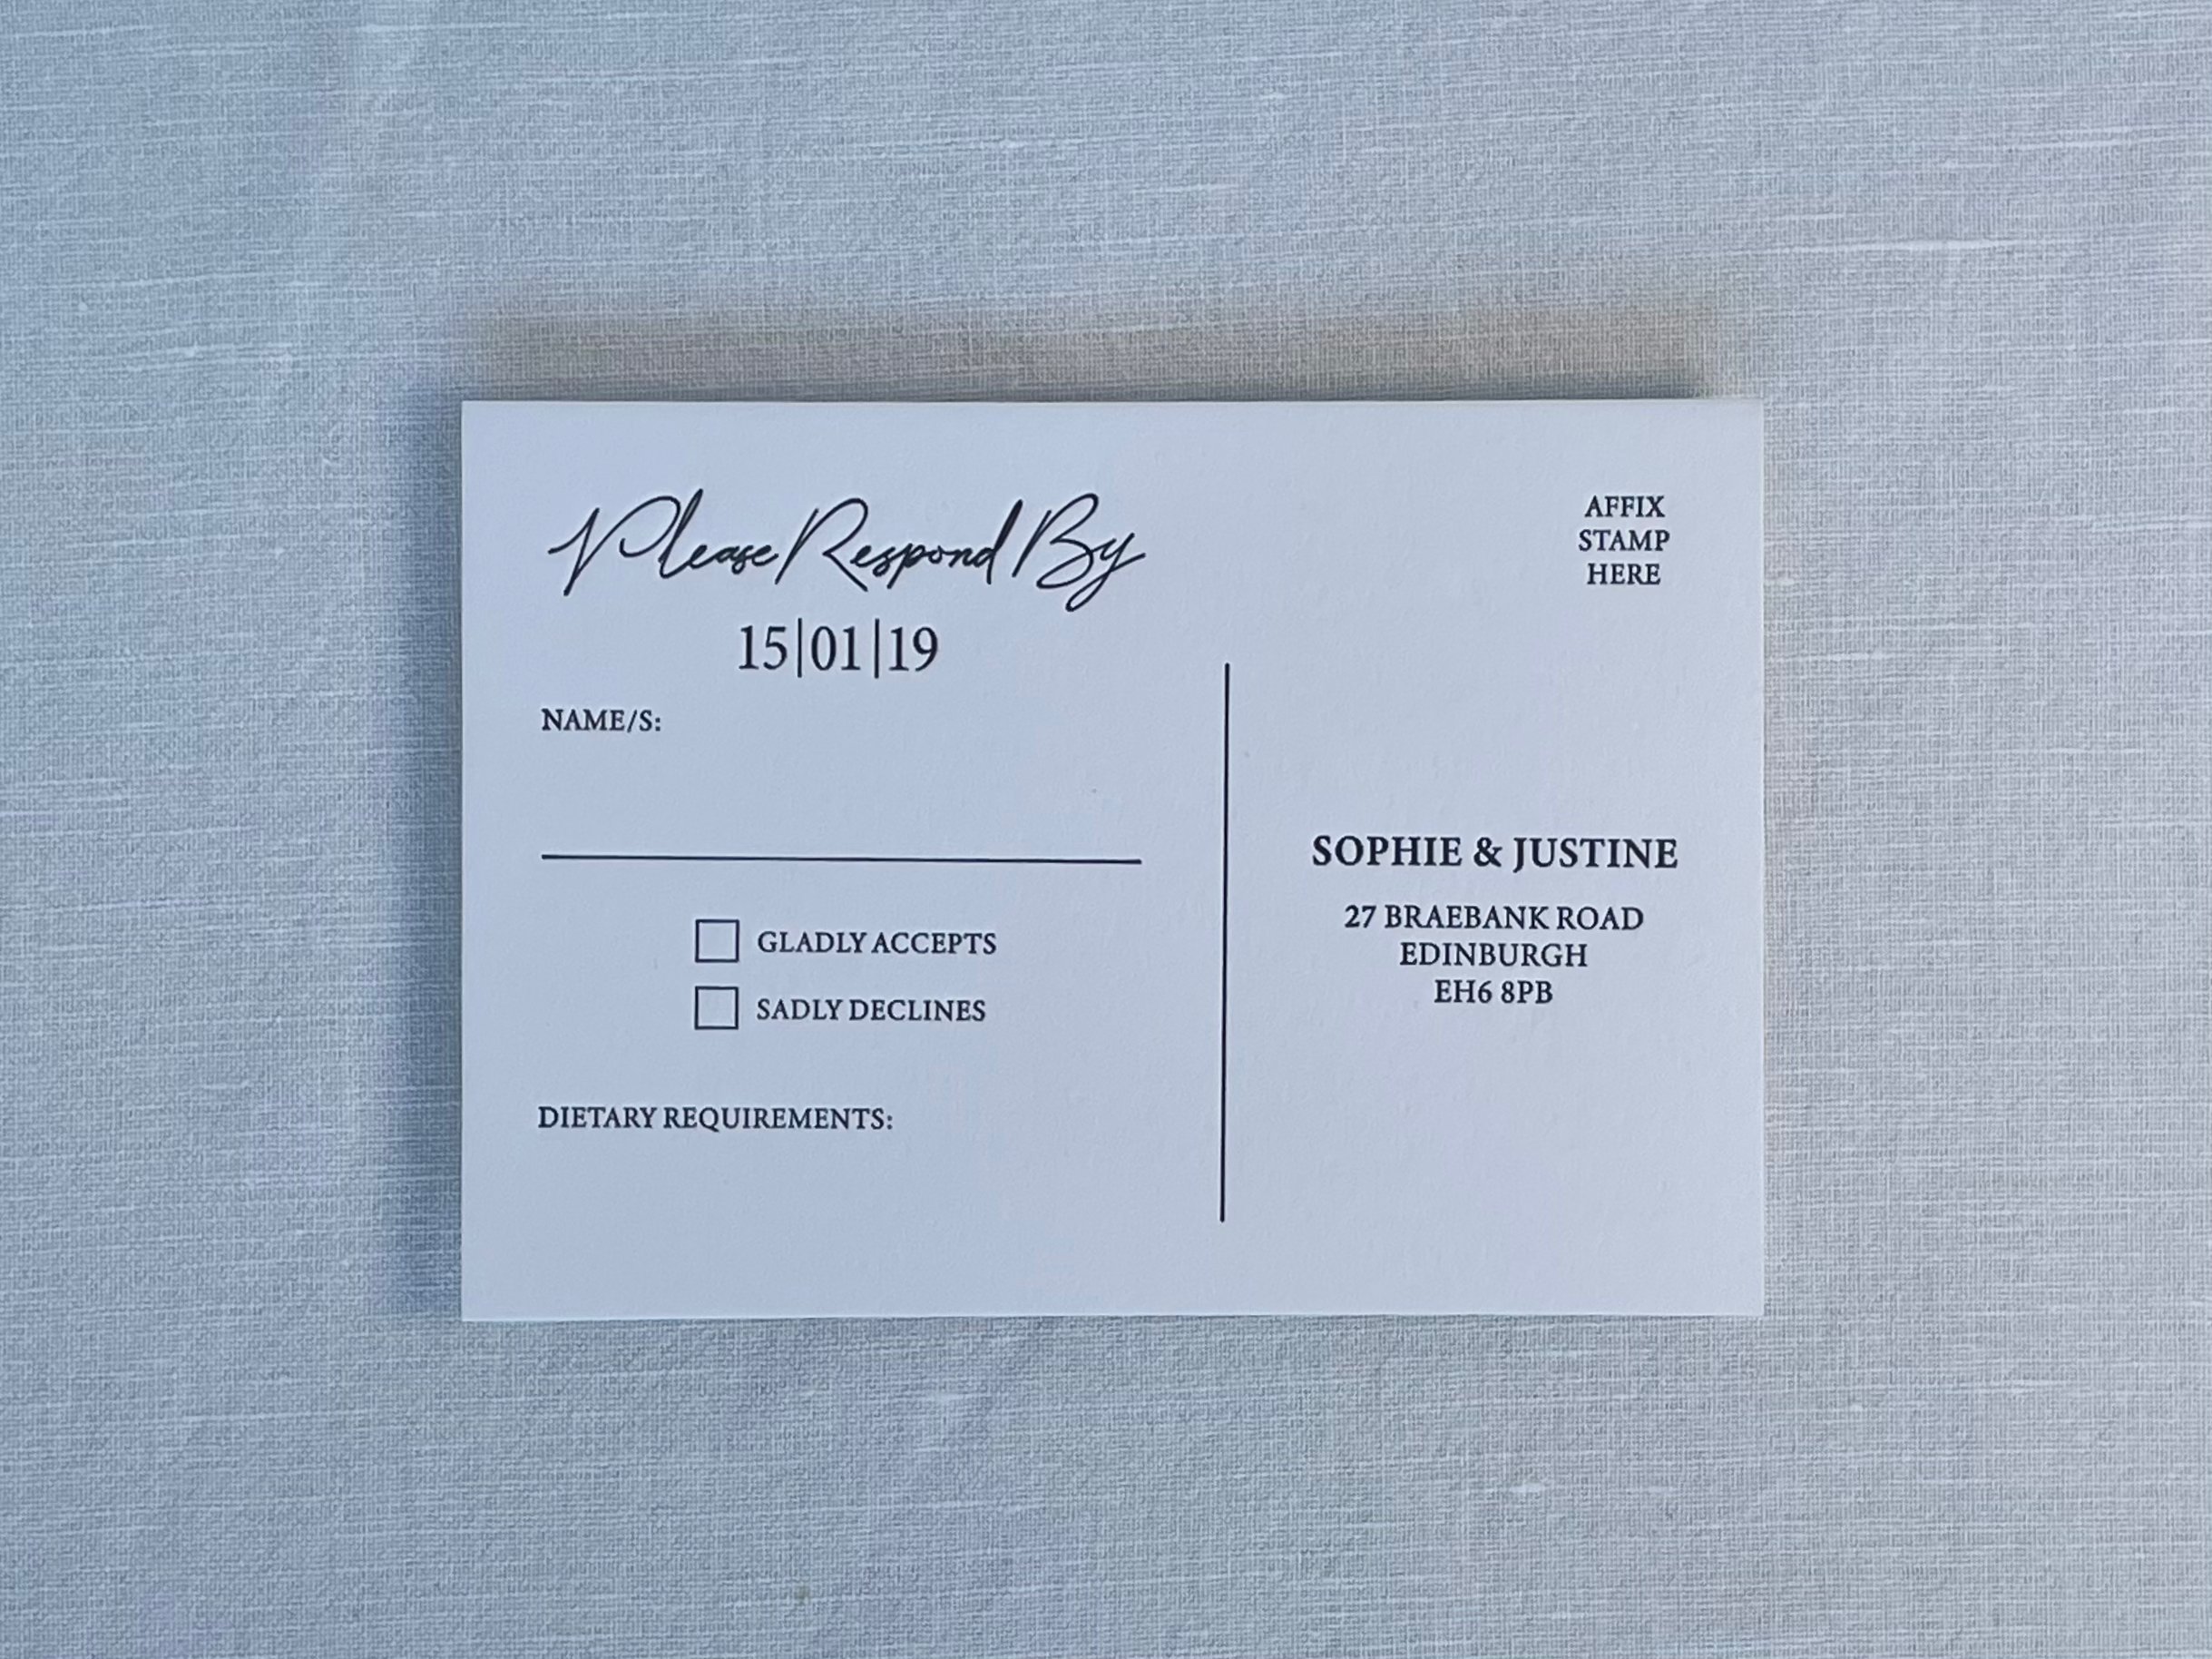 Please Respond By
15|01|19
NAME/S:
GLADLY ACCEPTS
SADLY DECLINES
DIETARY REQUIREMENTS:
AFFIX
STAMP
HERE
SOPHIE & JUSTINE
27 BRAEBANK ROAD
EDINBURGH
EH6 8PB